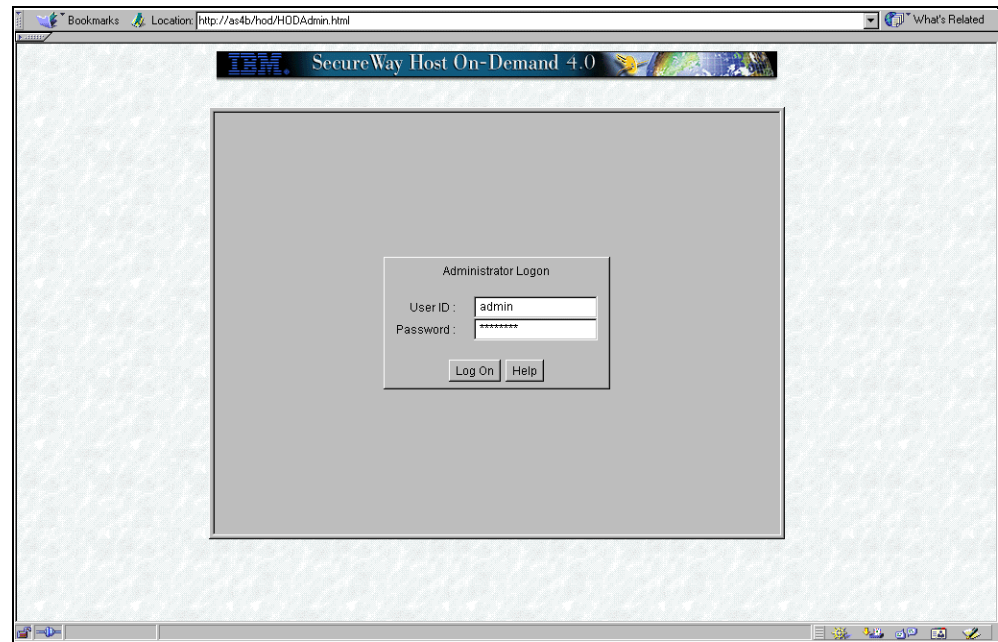 Bookmarks Location: http://as4b/hod/HODAdmin.html What's Related
IBM. SecureWay Host On-Demand 4.0
Administrator Logon
User ID : admin
Password : ********
Log On Help